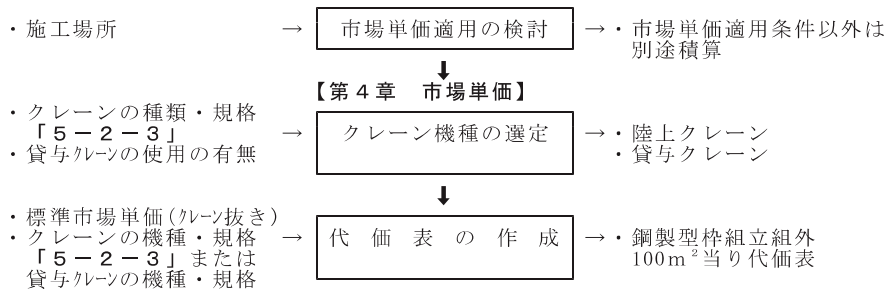 ・施工場所 → 市場単価適用の検討 →・市場単価適用条件以外は
別途積算
【第4章 市場単価】
・クレーンの種類・規格
「5－2－3」 → クレーン機種の選定 →・陸上クレーン
・貸与ｸﾚｰﾝの使用の有無 ・貸与クレーン
・標準市場単価(ｸﾚｰﾝ抜き)
・クレーンの機種・規格 → 代価表の作成 →・鋼製型枠組立組外
「5－2－3」または 100m²当り代価表
貸与ｸﾚｰﾝの機種・規格